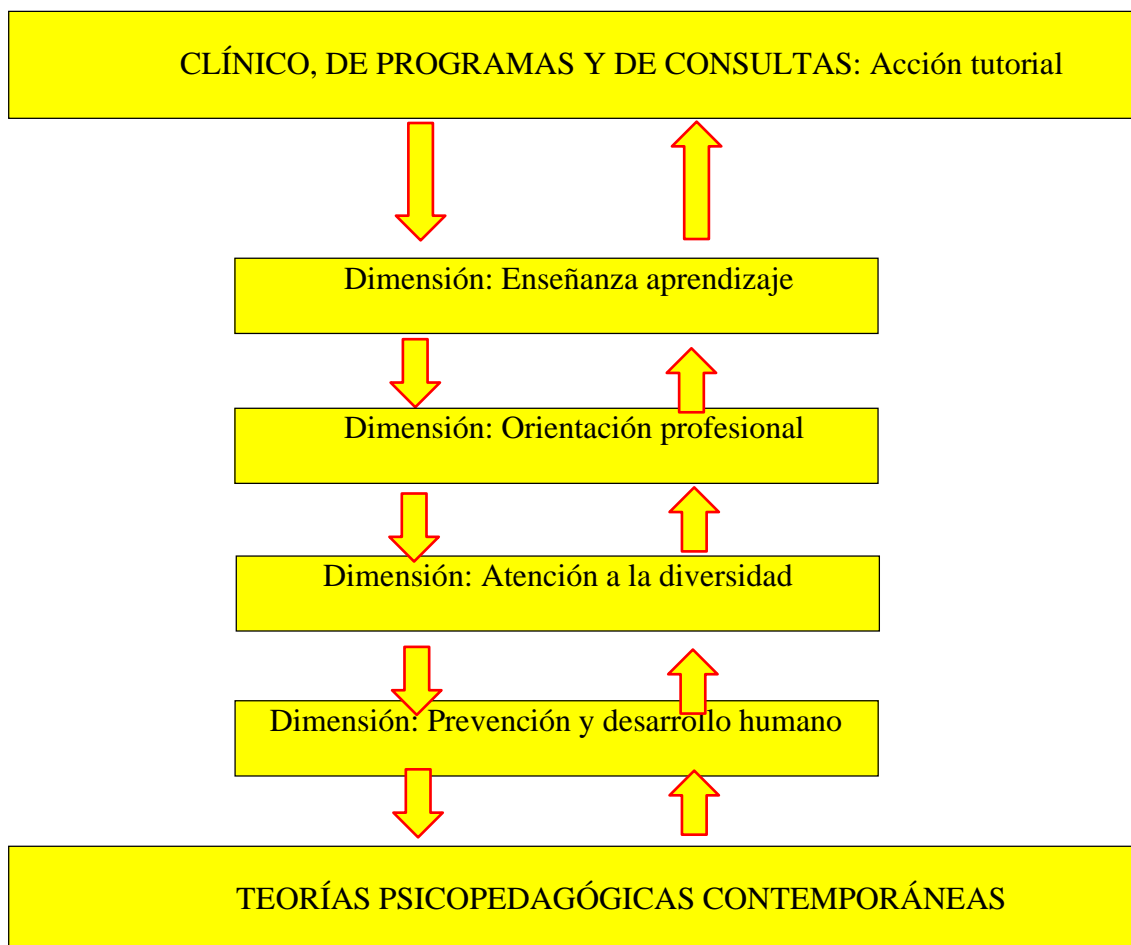 CLÍNICO, DE PROGRAMAS Y DE CONSULTAS: Acción tutorial
Dimensión: Enseñanza aprendizaje
Dimensión: Orientación profesional
Dimensión: Atención a la diversidad
Dimensión: Prevención y desarrollo humano
TEORÍAS PSICOPEDAGÓGICAS CONTEMPORÁNEAS